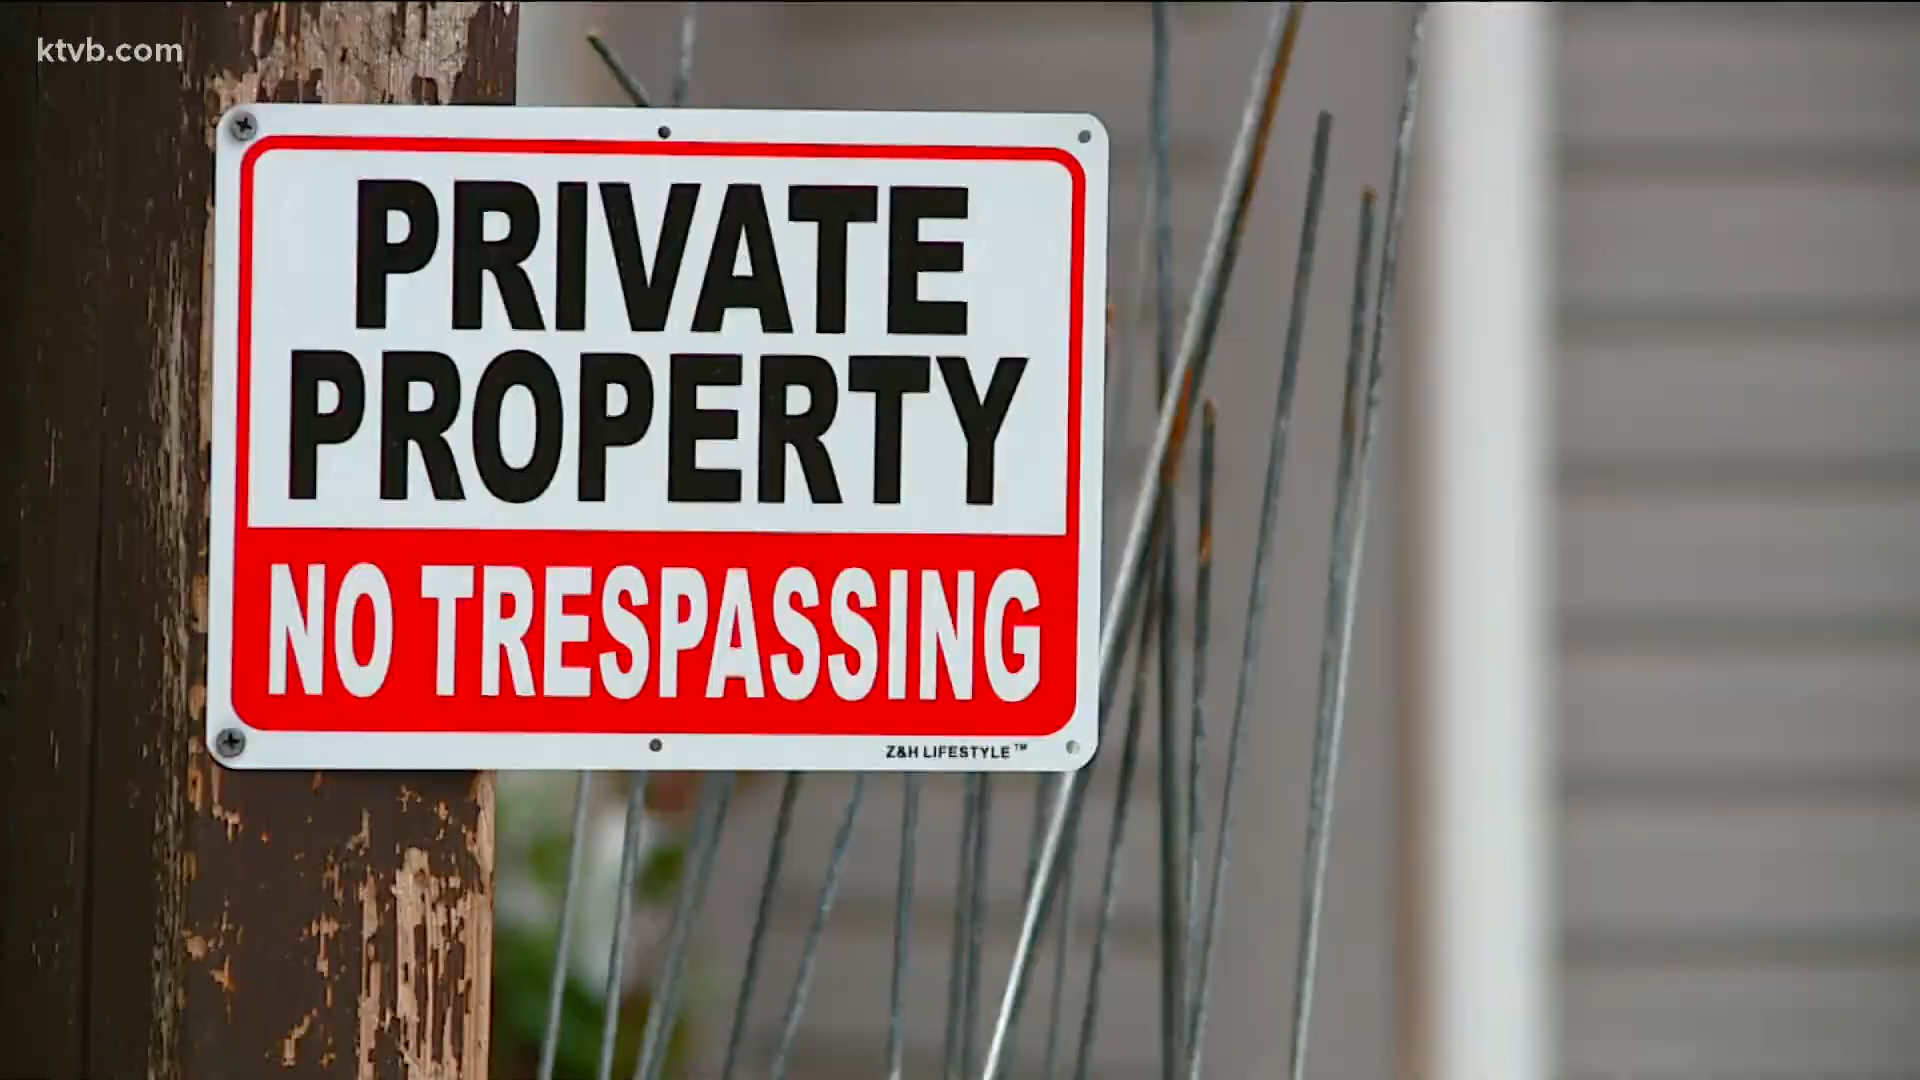 ktvb.com
PRIVATE
PROPERTY
NO TRESPASSING
Z&H LIFESTYLE™